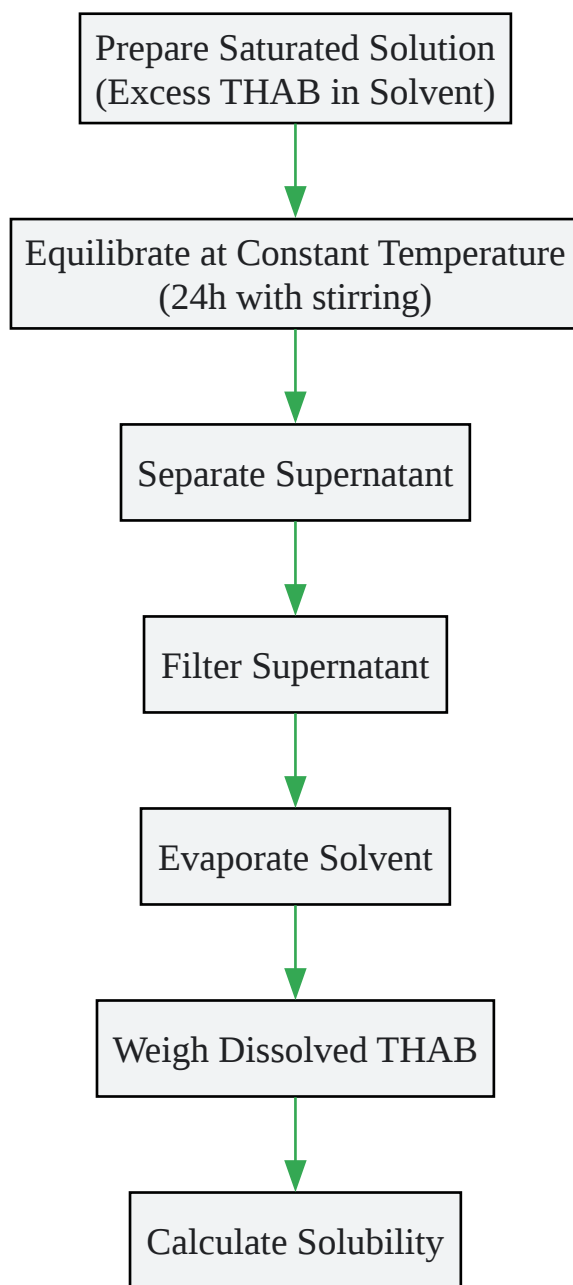 Prepare Saturated Solution
(Excess THAB in Solvent)
Equilibrate at Constant Temperature
(24h with stirring)
Separate Supernatant
Filter Supernatant
Evaporate Solvent
Weigh Dissolved THAB
Calculate Solubility